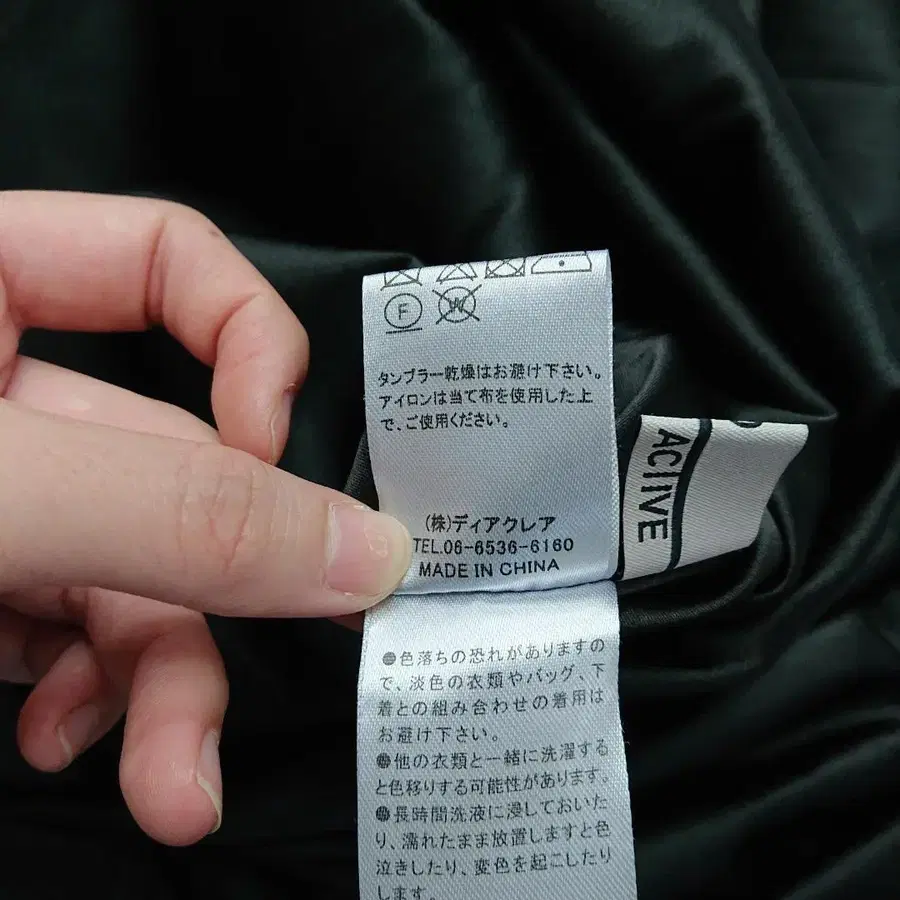 F
W
タンブラー乾燥はお避け下さい。
アイロンは当て布を使用した上
で、ご使用ください。
(株)ディアクレア
TEL.06-6536-6160
MADE IN CHINA
ACIIVE
●色落ちの恐れがありますの
で、淡色の衣類やバッグ、下
着との組み合わせの着用は
お避け下さい。
●他の衣類と一緒に洗濯する
と色移りする可能性があります。
●長時間洗液に浸しておいた
り、濡れたまま放置しますと色
泣きしたり、変色を起こしたり
します。